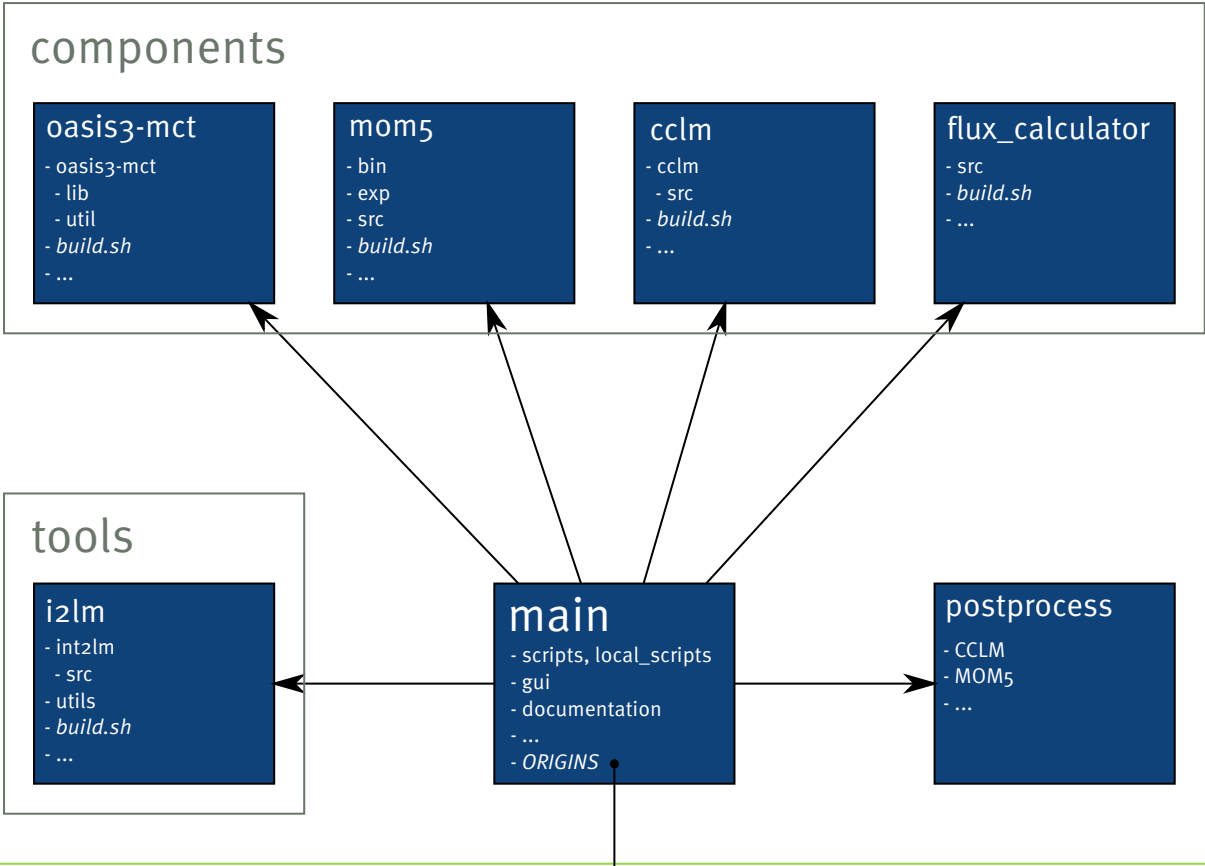 components
oasis3-mct
- oasis3-mct
- lib
- util
- build.sh
- ...
mom5
- bin
- exp
- src
- build.sh
- ...
cclm
- cclm
- src
- build.sh
- ...
flux_calculator
- src
- build.sh
- ...
tools
i2lm
- int2lm
- src
- utils
- build.sh
- ...
main
- scripts, local_scripts
- gui
- documentation
- ...
- ORIGINS
postprocess
- CCLM
- MOM5
- ...